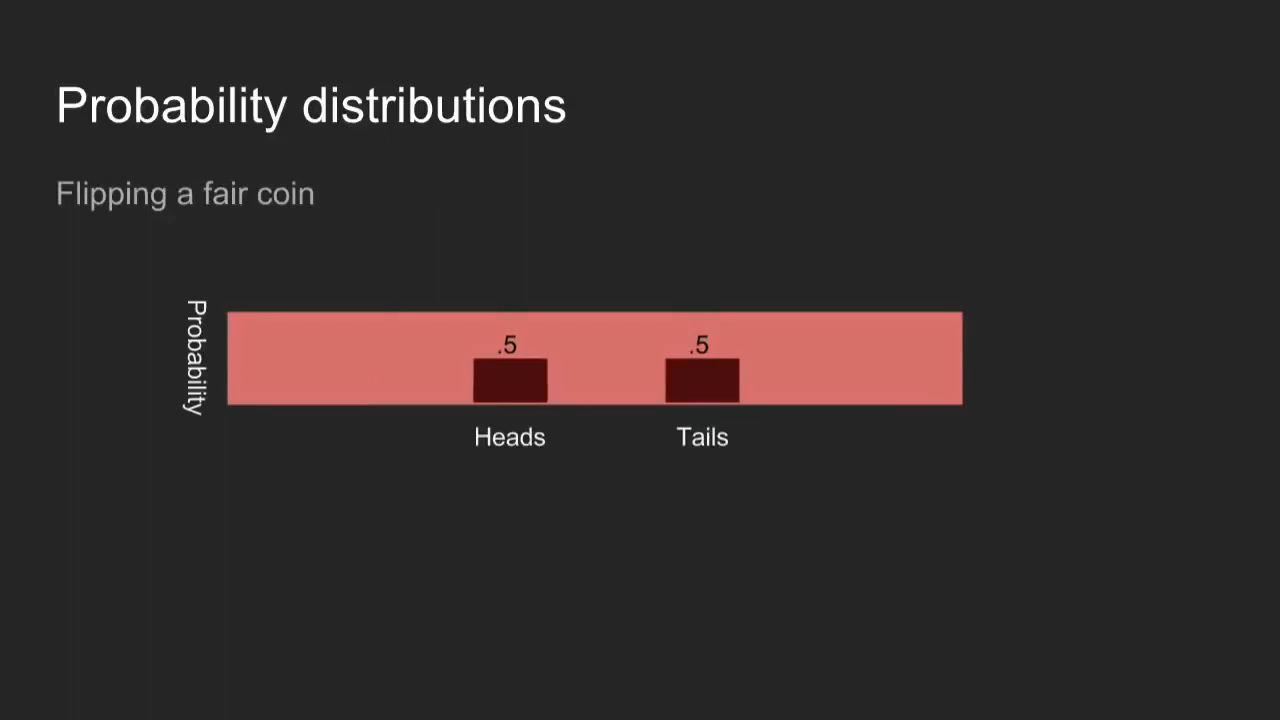 Probability distributions
Flipping a fair coin
Probability
.5 .5
Heads Tails